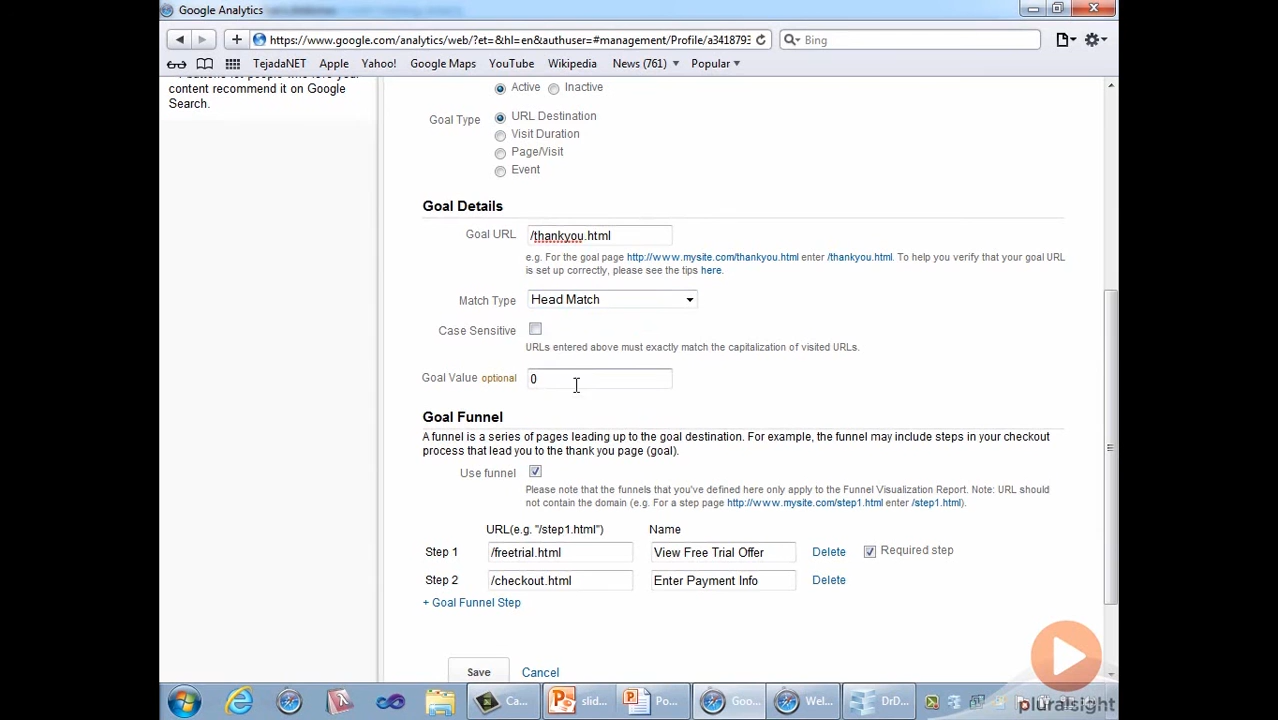 Google Analytics
https://www.google.com/analytics/web/?et=&hl=en&authuser=#management/Profile/a3418793
Bing
TejadaNET Apple Yahoo! Google Maps YouTube Wikipedia News (761) Popular
content recommend it on Google
Search.
Active Inactive
Goal Type URL Destination
Visit Duration
Page/Visit
Event
Goal Details
Goal URL /thankyou.html
e.g. For the goal page http://www.mysite.com/thankyou.html enter /thankyou.html. To help you verify that your goal URL
is set up correctly, please see the tips here.
Match Type Head Match
Case Sensitive
URLs entered above must exactly match the capitalization of visited URLs.
Goal Value optional 0
Goal Funnel
A funnel is a series of pages leading up to the goal destination. For example, the funnel may include steps in your checkout
process that lead you to the thank you page (goal).
Use funnel
Please note that the funnels that you've defined here only apply to the Funnel Visualization Report. Note: URL should
not contain the domain (e.g. For a step page http://www.mysite.com/step1.html enter /step1.html).
URL(e.g. "/step1.html") Name
Step 1 /freetrial.html View Free Trial Offer Delete Required step
Step 2 /checkout.html Enter Payment Info Delete
+ Goal Funnel Step
Save Cancel
Ca... slid... Po... Goo... Wel... DrD...
pluralsight